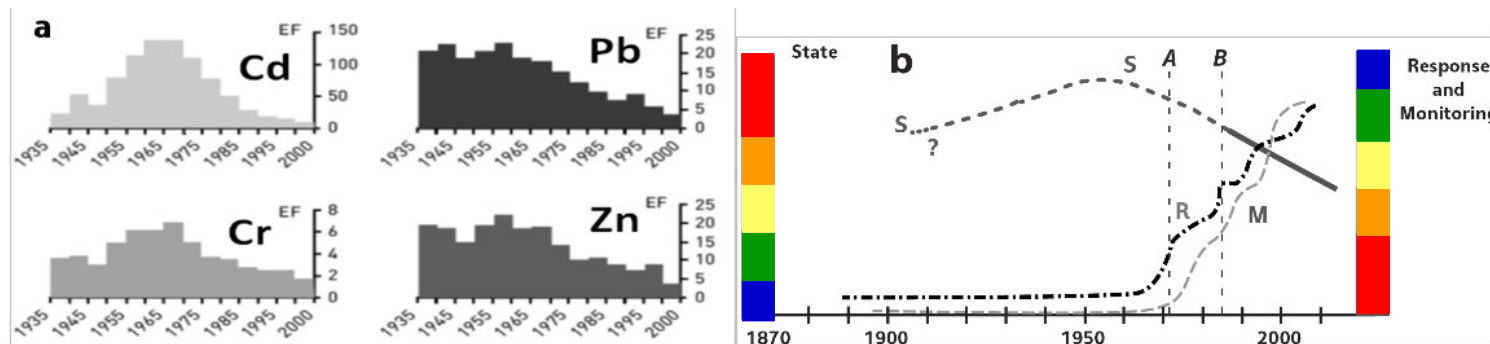 a
EF
150
Cd
100
50
0
1935
1945
1955
1965
1975
1985
1995
2000
EF
25
Pb
20
15
10
5
0
1935
1945
1955
1965
1975
1985
1995
2000
EF
8
Cr
6
4
2
0
1935
1945
1955
1965
1975
1985
1995
2000
EF
25
Zn
20
15
10
5
0
1935
1945
1955
1965
1975
1985
1995
2000
State
b
S
A
B
Response
and
Monitoring
S
?
R
M
1870
1900
1950
2000